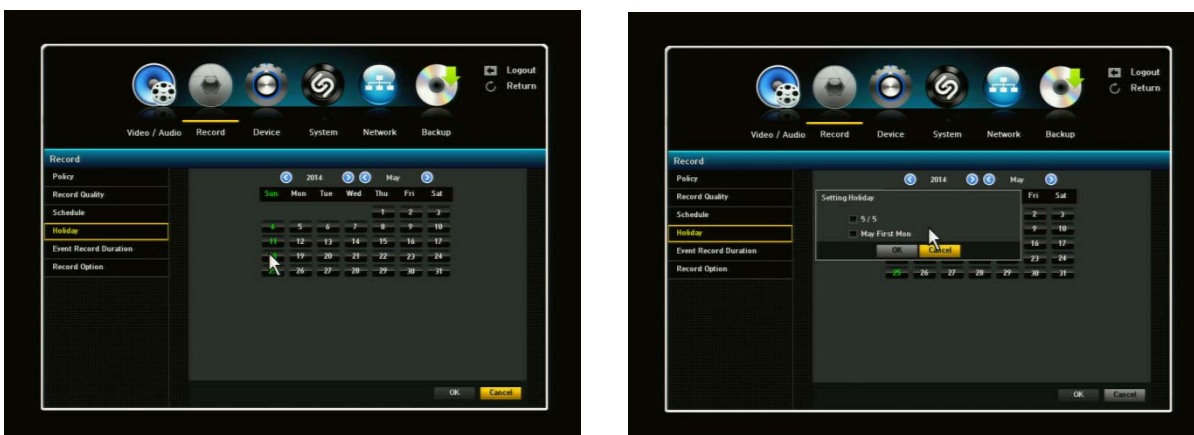 Logout
Return
Video / Audio Record Device System Network Backup
Record
Policy
Record Quality
Schedule
Holiday
Event Record Duration
Record Option
2014 May
Sun Mon Tue Wed Thu Fri Sat
1 2 3
4 5 6 7 8 9 10
11 12 13 14 15 16 17
19 20 21 22 23 24
25 26 27 28 29 30 31
OK Cancel
Logout
Return
Video / Audio Record Device System Network Backup
Record
Policy
Record Quality
Schedule
Holiday
Event Record Duration
Record Option
2014 May
Fri Sat
2 3
9 10
16 17
23 24
25 26 27 28 29 30 31
Setting Holiday
5 / 5
May First Mon.
OK Cancel
OK Cancel